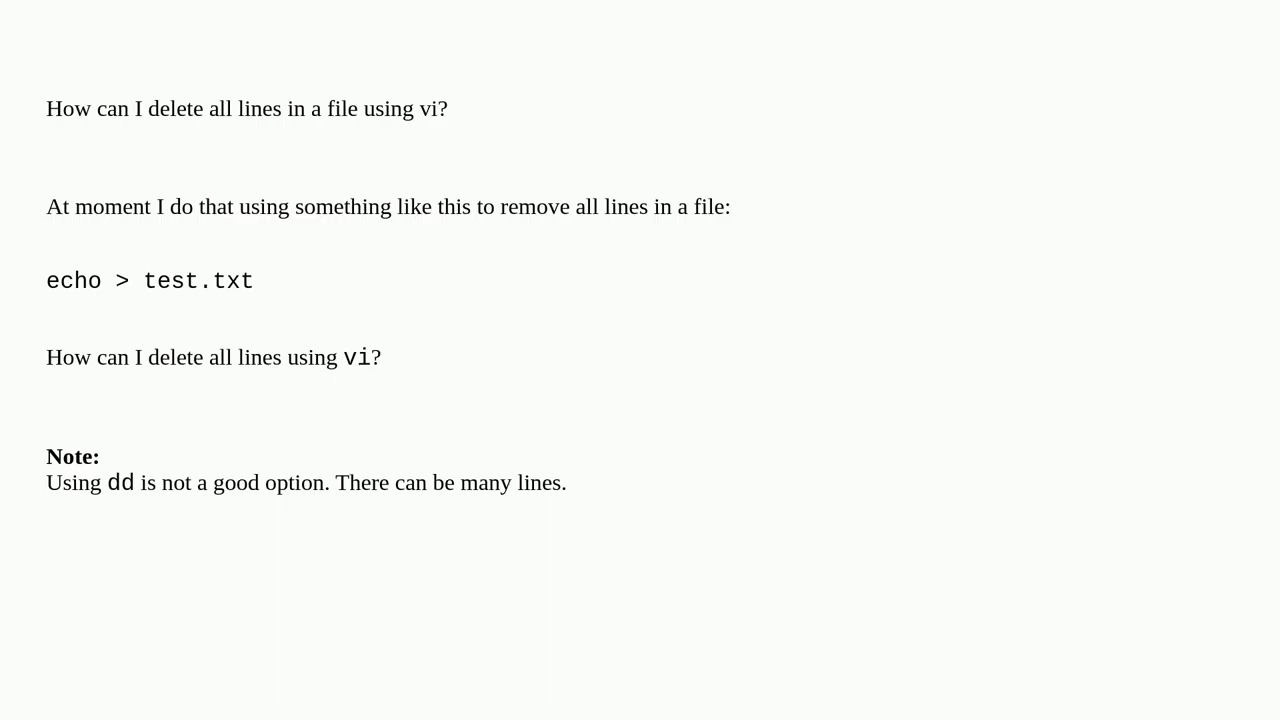 How can I delete all lines in a file using vi?
At moment I do that using something like this to remove all lines in a file:
echo > test.txt
How can I delete all lines using vi?
Note:
Using dd is not a good option. There can be many lines.